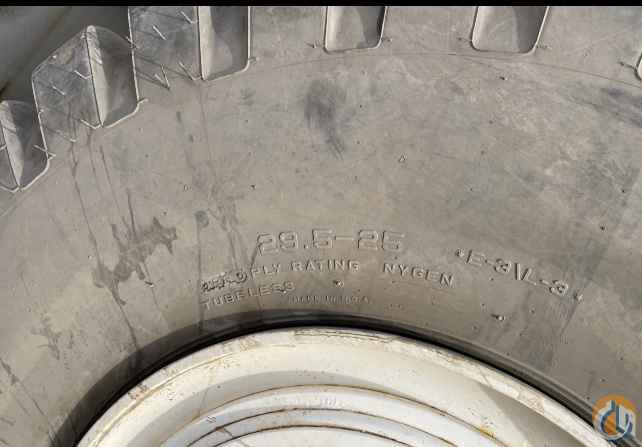 29.5-25
PLY RATING NYGEN
TUBELESS
E-3\L-3